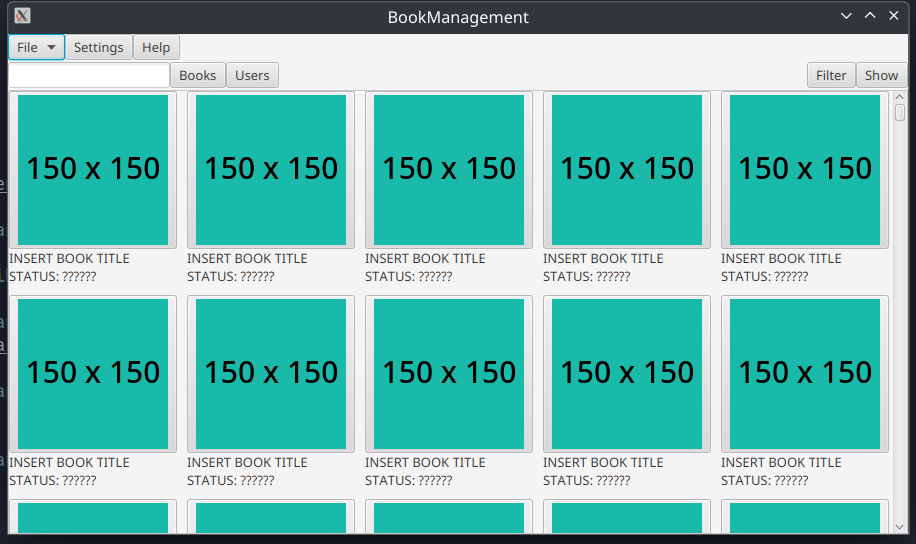 BookManagement
File Settings Help
Books Users Filter Show
150 x 150 150 x 150 150 x 150 150 x 150 150 x 150
INSERT BOOK TITLE INSERT BOOK TITLE INSERT BOOK TITLE INSERT BOOK TITLE INSERT BOOK TITLE
STATUS: ?????? STATUS: ?????? STATUS: ?????? STATUS: ?????? STATUS: ??????
150 x 150 150 x 150 150 x 150 150 x 150 150 x 150
INSERT BOOK TITLE INSERT BOOK TITLE INSERT BOOK TITLE INSERT BOOK TITLE INSERT BOOK TITLE
STATUS: ?????? STATUS: ?????? STATUS: ?????? STATUS: ?????? STATUS: ??????